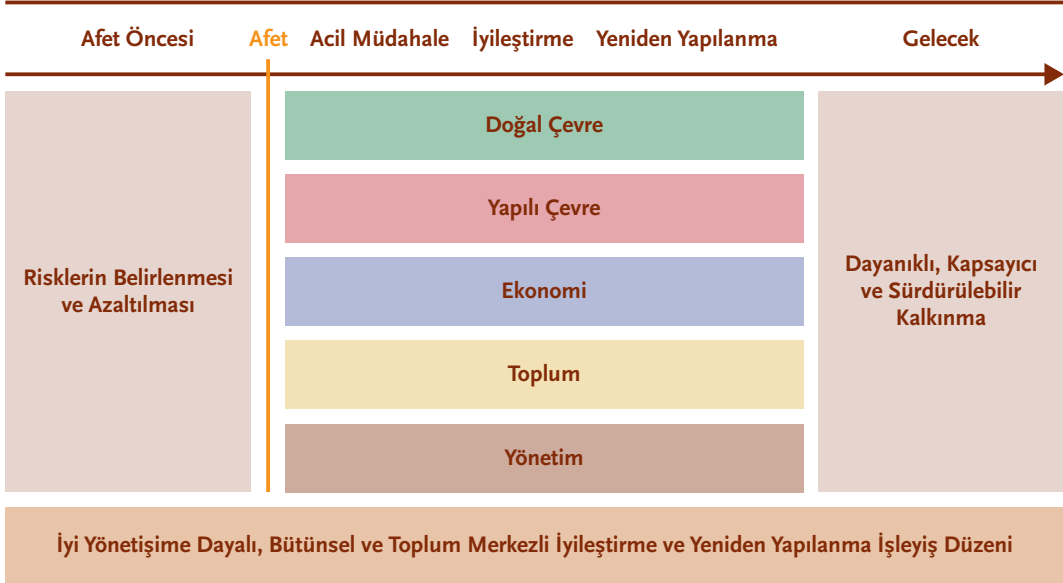 Afet Öncesi
Afet
Acil Müdahale
İyileştirme
Yeniden Yapılanma
Gelecek
Risklerin Belirlenmesi
ve Azaltılması
Doğal Çevre
Yapılı Çevre
Ekonomi
Toplum
Yönetim
Dayanıklı, Kapsayıcı
ve Sürdürülebilir
Kalkınma
İyi Yönetişime Dayalı, Bütünsel ve Toplum Merkezli İyileştirme ve Yeniden Yapılanma İşleyiş Düzeni